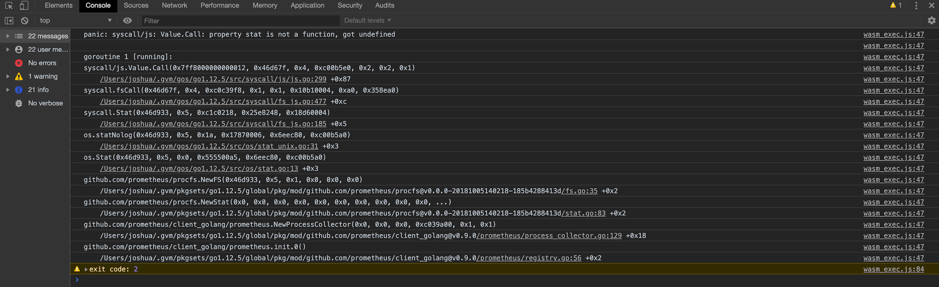 Elements Console Sources Network Performance Memory Application Security Audits 1
top Filter Default levels
22 messages
22 user me...
No errors
1 warning
21 info
No verbose
panic: syscall/js: Value.Call: property stat is not a function, got undefined wasm_exec.js:47
wasm_exec.js:47
goroutine 1 [running]: wasm_exec.js:47
syscall/js.Value.Call(0x7ff8000000000012, 0x46d67f, 0x4, 0xc00b5e0, 0x2, 0x2, 0x1) wasm_exec.js:47
/Users/joshua/.gvm/gos/go1.12.5/src/syscall/js/js.go:299 +0x87 wasm_exec.js:47
syscall.fsCall(0x46d67f, 0x4, 0xc0c39f8, 0x1, 0x1, 0x10b10004, 0xa0, 0x358ea0) wasm_exec.js:47
/Users/joshua/.gvm/gos/go1.12.5/src/syscall/fs_js.go:477 +0xc wasm_exec.js:47
syscall.Stat(0x46d933, 0x5, 0xc1c0218, 0x25e8248, 0x18d60004) wasm_exec.js:47
/Users/joshua/.gvm/gos/go1.12.5/src/syscall/fs_js.go:185 +0x5 wasm_exec.js:47
os.statNolog(0x46d933, 0x5, 0x1a, 0x17870006, 0x6eec80, 0xc00b5a0) wasm_exec.js:47
/Users/joshua/.gvm/gos/go1.12.5/src/os/stat_unix.go:31 +0x3 wasm_exec.js:47
os.Stat(0x46d933, 0x5, 0x0, 0x555500a5, 0x6eec80, 0xc00b5a0) wasm_exec.js:47
/Users/joshua/.gvm/gos/go1.12.5/src/os/stat.go:13 +0x3 wasm_exec.js:47
github.com/prometheus/procfs.NewFS(0x46d933, 0x5, 0x1, 0x0, 0x0, 0x0) wasm_exec.js:47
/Users/joshua/.gvm/pkgsets/go1.12.5/global/pkg/mod/github.com/prometheus/procfs@v0.0.0-20181005140218-185b4288413d/fs.go:35 +0x2 wasm_exec.js:47
github.com/prometheus/procfs.NewStat(0x0, 0x0, 0x0, 0x0, 0x0, 0x0, 0x0, 0x0, 0x0, 0x0, ...) wasm_exec.js:47
/Users/joshua/.gvm/pkgsets/go1.12.5/global/pkg/mod/github.com/prometheus/procfs@v0.0.0-20181005140218-185b4288413d/stat.go:83 +0x2 wasm_exec.js:47
github.com/prometheus/client_golang/prometheus.NewProcessCollector(0x0, 0x0, 0x0, 0xc039a00, 0x1, 0x1) wasm_exec.js:47
/Users/joshua/.gvm/pkgsets/go1.12.5/global/pkg/mod/github.com/prometheus/client_golang@v0.9.0/prometheus/process_collector.go:129 +0x18 wasm_exec.js:47
github.com/prometheus/client_golang/prometheus.init.0() wasm_exec.js:47
/Users/joshua/.gvm/pkgsets/go1.12.5/global/pkg/mod/github.com/prometheus/client_golang@v0.9.0/prometheus/registry.go:56 +0x2 wasm_exec.js:47
exit code: 2 wasm_exec.js:84